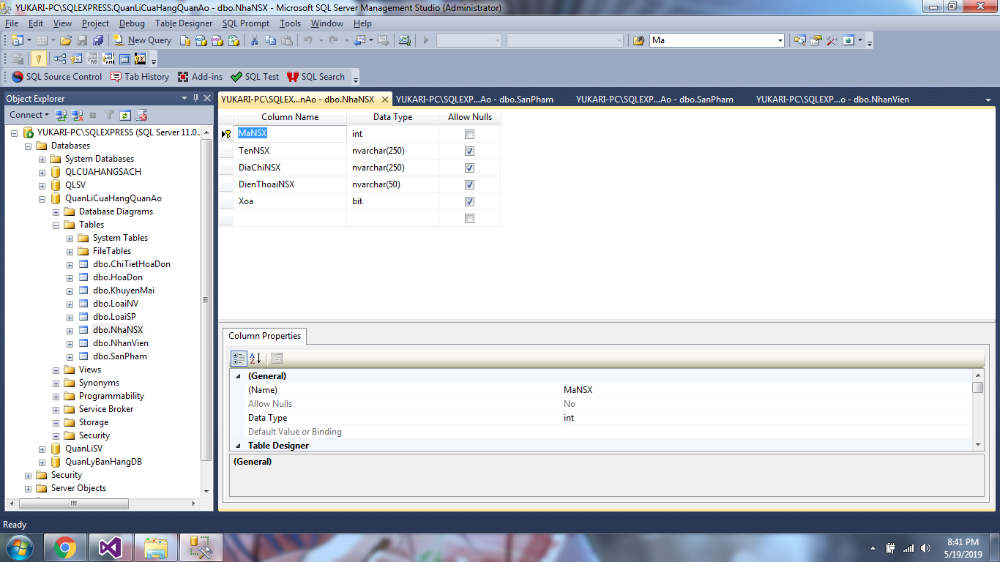 YUKARI-PC\SQLEXPRESS.QuanLiCuaHangQuanAo - dbo.NhaNSX - Microsoft SQL Server Management Studio (Administrator)
File Edit View Project Debug Table Designer SQL Prompt Tools Window Help
New Query Ma
SQL Source Control Tab History Add-ins SQL Test SQL Search
Object Explorer
Connect
YUKARI-PC\SQLEXPRESS (SQL Server 11.0..
Databases
System Databases
QLCUAHANGSACH
QLSV
QuanLiCuaHangQuanAo
Database Diagrams
Tables
System Tables
FileTables
dbo.ChiTietHoaDon
dbo.HoaDon
dbo.KhuyenMai
dbo.LoaiNV
dbo.LoaiSP
dbo.NhaNSX
dbo.NhanVien
dbo.SanPham
Views
Synonyms
Programmability
Service Broker
Storage
Security
QuanLiSV
QuanLyBanHangDB
Security
Server Objects
YUKARI-PC\SQLEX...nAo - dbo.NhaNSX YUKARI-PC\SQLEXP...Ao - dbo.SanPham YUKARI-PC\SQLEXP...Ao - dbo.SanPham YUKARI-PC\SQLEXP...o - dbo.NhanVien
Column Name Data Type Allow Nulls
MaNSX int
TenNSX nvarchar(250)
DiaChiNSX nvarchar(250)
DienThoaiNSX nvarchar(50)
Xoa bit
Column Properties
(General)
(Name) MaNSX
Allow Nulls No
Data Type int
Default Value or Binding
Table Designer
(General)
Ready
8:41 PM
5/19/2019